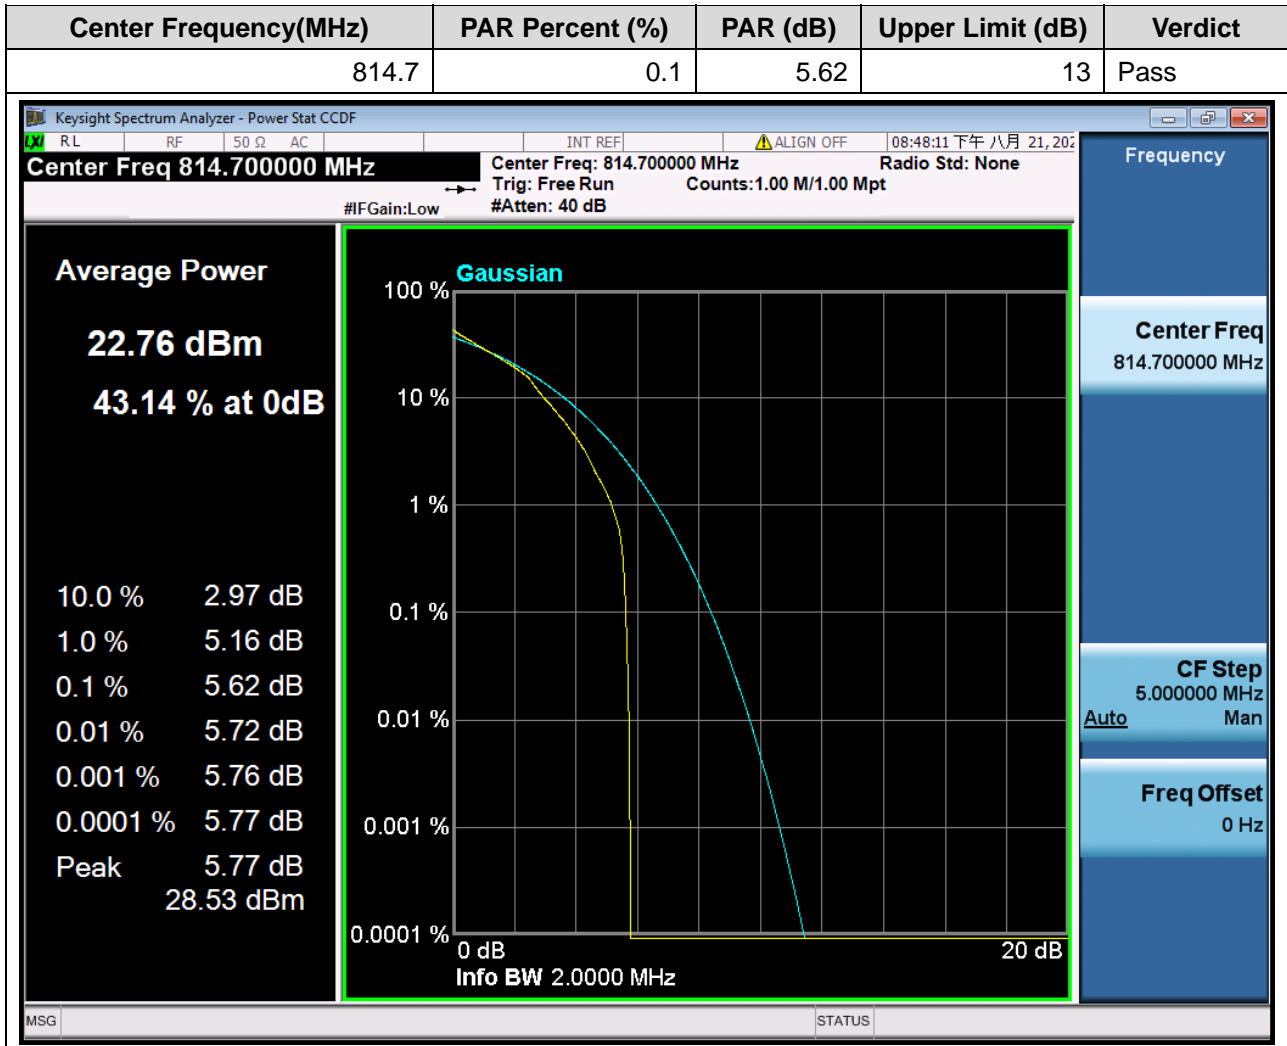 Center Frequency(MHz) PAR Percent (%) PAR (dB) Upper Limit (dB) Verdict
814.7 0.1 5.62 13 Pass
Keysight Spectrum Analyzer - Power Stat CCDF
LXI RL RF 50 Ω AC INT REF ALIGN OFF 08:48:11 下午 八月 21, 202
Center Freq 814.700000 MHz
Center Freq: 814.700000 MHz Radio Std: None
Trig: Free Run Counts:1.00 M/1.00 Mpt
#IFGain:Low #Atten: 40 dB
Average Power
22.76 dBm
43.14 % at 0dB
10.0 % 2.97 dB
1.0 % 5.16 dB
0.1 % 5.62 dB
0.01 % 5.72 dB
0.001 % 5.76 dB
0.0001 % 5.77 dB
Peak 5.77 dB
28.53 dBm
Gaussian
100 %
10 %
1 %
0.1 %
0.01 %
0.001 %
0.0001 %
0 dB 20 dB
Info BW 2.0000 MHz
Frequency
Center Freq
814.700000 MHz
CF Step
5.000000 MHz
Auto Man
Freq Offset
0 Hz
MSG STATUS